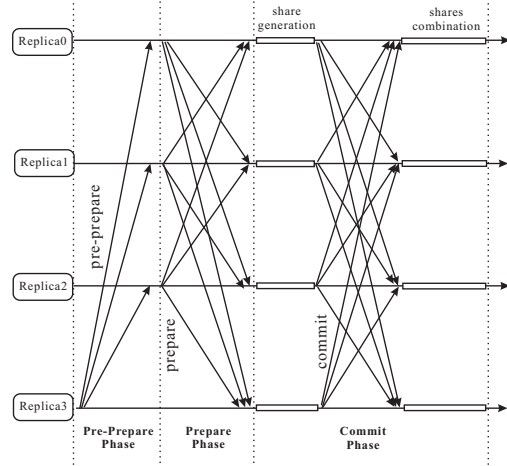 share
generation
shares
combination
Replica0
Replica1
pre-prepare
Replica2
prepare
commit
Replica3
Pre-Prepare
Phase
Prepare
Phase
Commit
Phase